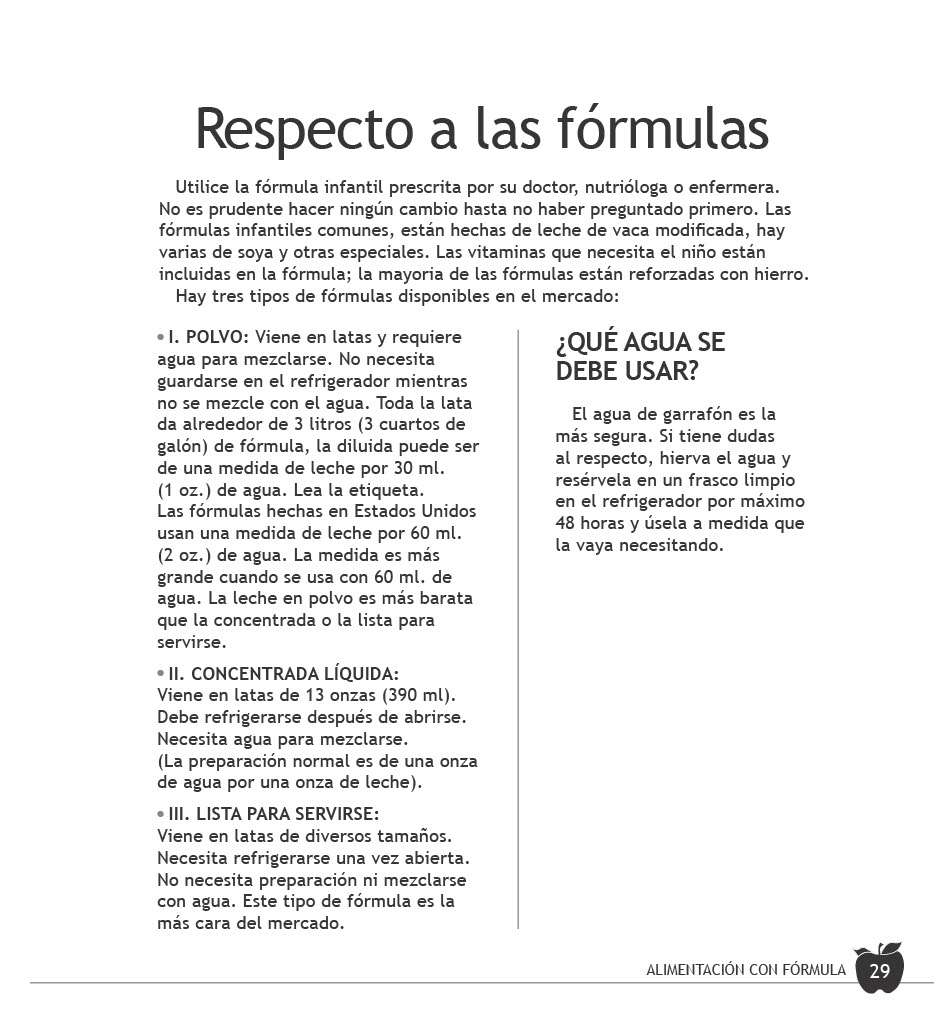 Respecto a las fórmulas
Utilice la fórmula infantil prescrita por su doctor, nutrióloga o enfermera.
No es prudente hacer ningún cambio hasta no haber preguntado primero. Las
fórmulas infantiles comunes, están hechas de leche de vaca modificada, hay
varias de soya y otras especiales. Las vitaminas que necesita el niño están
incluidas en la fórmula; la mayoria de las fórmulas están reforzadas con hierro.
Hay tres tipos de fórmulas disponibles en el mercado:
• I. POLVO: Viene en latas y requiere
agua para mezclarse. No necesita
guardarse en el refrigerador mientras
no se mezcle con el agua. Toda la lata
da alrededor de 3 litros (3 cuartos de
galón) de fórmula, la diluida puede ser
de una medida de leche por 30 ml.
(1 oz.) de agua. Lea la etiqueta.
Las fórmulas hechas en Estados Unidos
usan una medida de leche por 60 ml.
(2 oz.) de agua. La medida es más
grande cuando se usa con 60 ml. de
agua. La leche en polvo es más barata
que la concentrada o la lista para
servirse.
• II. CONCENTRADA LÍQUIDA:
Viene en latas de 13 onzas (390 ml).
Debe refrigerarse después de abrirse.
Necesita agua para mezclarse.
(La preparación normal es de una onza
de agua por una onza de leche).
• III. LISTA PARA SERVIRSE:
Viene en latas de diversos tamaños.
Necesita refrigerarse una vez abierta.
No necesita preparación ni mezclarse
con agua. Este tipo de fórmula es la
más cara del mercado.
¿QUÉ AGUA SE
DEBE USAR?
El agua de garrafón es la
más segura. Si tiene dudas
al respecto, hierva el agua y
resérvela en un frasco limpio
en el refrigerador por máximo
48 horas y úsela a medida que
la vaya necesitando.
ALIMENTACIÓN CON FÓRMULA 29